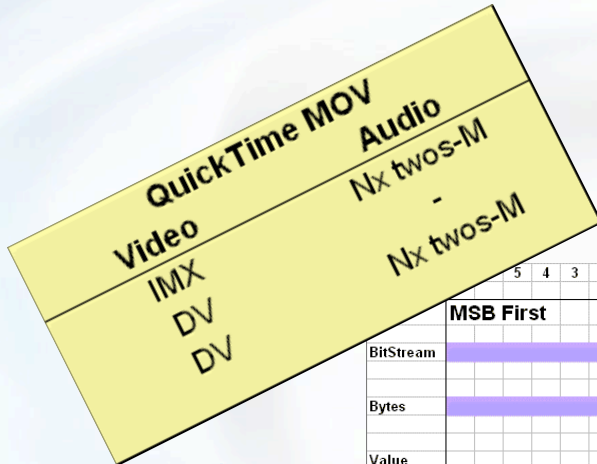 QuickTime MOV
Video Audio
IMX Nx twos-M
DV -
DV Nx twos-M
5 4 3
MSB First
BitStream
Bytes
Value